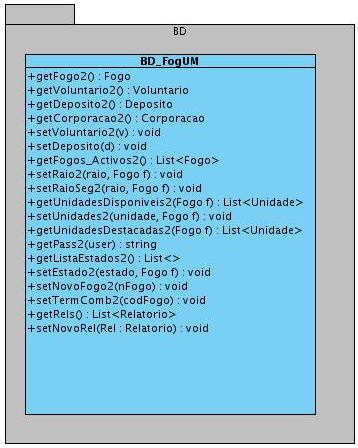 BD
BD_FogUM
+getFogo2() : Fogo
+getVoluntario2() : Voluntario
+getDeposito2() : Deposito
+getCorporacao2() : Corporacao
+setVoluntario2(v) : void
+setDeposito(d) : void
+getFogos_Activos2() : List<Fogo>
+setRaio2(raio, Fogo f) : void
+setRaioSeg2(raio, Fogo f) : void
+getUnidadesDisponiveis2(Fogo f) : List<Unidade>
+setUnidades2(unidade, Fogo f) : void
+getUnidadesDestacadas2(Fogo f) : List<Unidade>
+getPass2(user) : string
+getListaEstados2() : List<>
+setEstado2(estado, Fogo f) : void
+setNovoFogo2(nFogo) : void
+setTermComb2(codFogo) : void
+getRels() : List<Relatorio>
+setNovoRel(Rel : Relatorio) : void